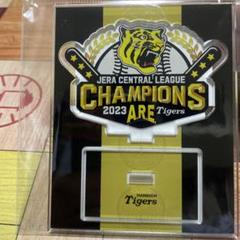 JERA CENTRAL LEAGUE
CHAMPIONS
2023 ARE Tigers
HANSHIN
Tigers